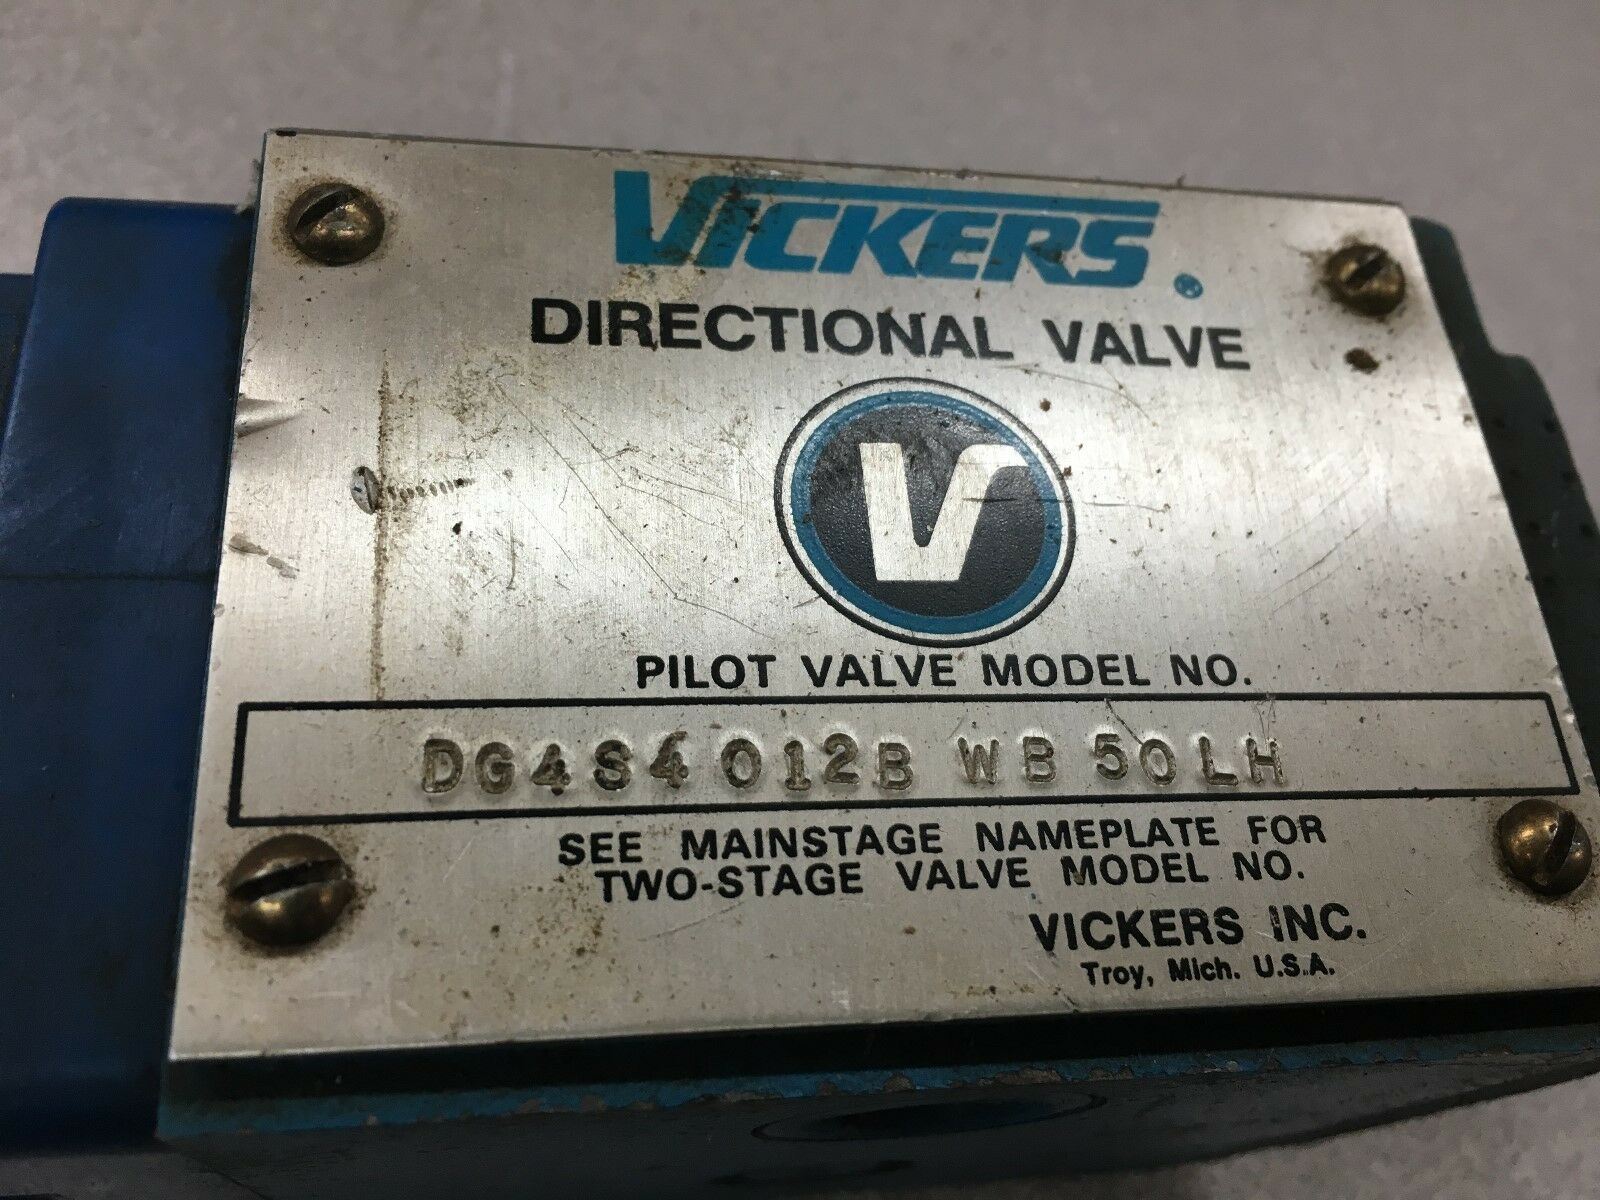 VICKERS®
DIRECTIONAL VALVE
V
PILOT VALVE MODEL NO.
DG4S4 012B WB 50LH
SEE MAINSTAGE NAMEPLATE FOR
TWO-STAGE VALVE MODEL NO.
VICKERS INC.
Troy, Mich. U.S.A.